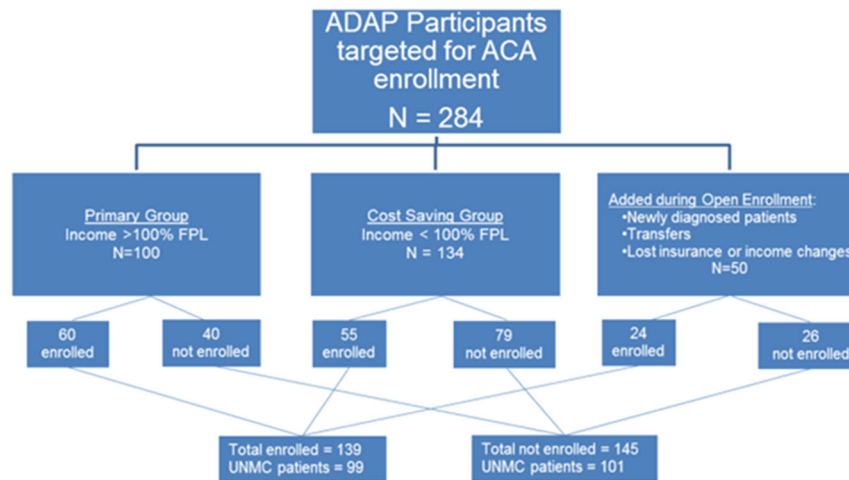 ADAP Participants
targeted for ACA
enrollment
N = 284
Primary Group
Income >100% FPL
N=100
Cost Saving Group
Income < 100% FPL
N = 134
Added during Open Enrollment:
•Newly diagnosed patients
•Transfers
•Lost insurance or income changes
N=50
60
enrolled
40
not enrolled
55
enrolled
79
not enrolled
24
enrolled
26
not enrolled
Total enrolled = 139
UNMC patients = 99
Total not enrolled = 145
UNMC patients = 101